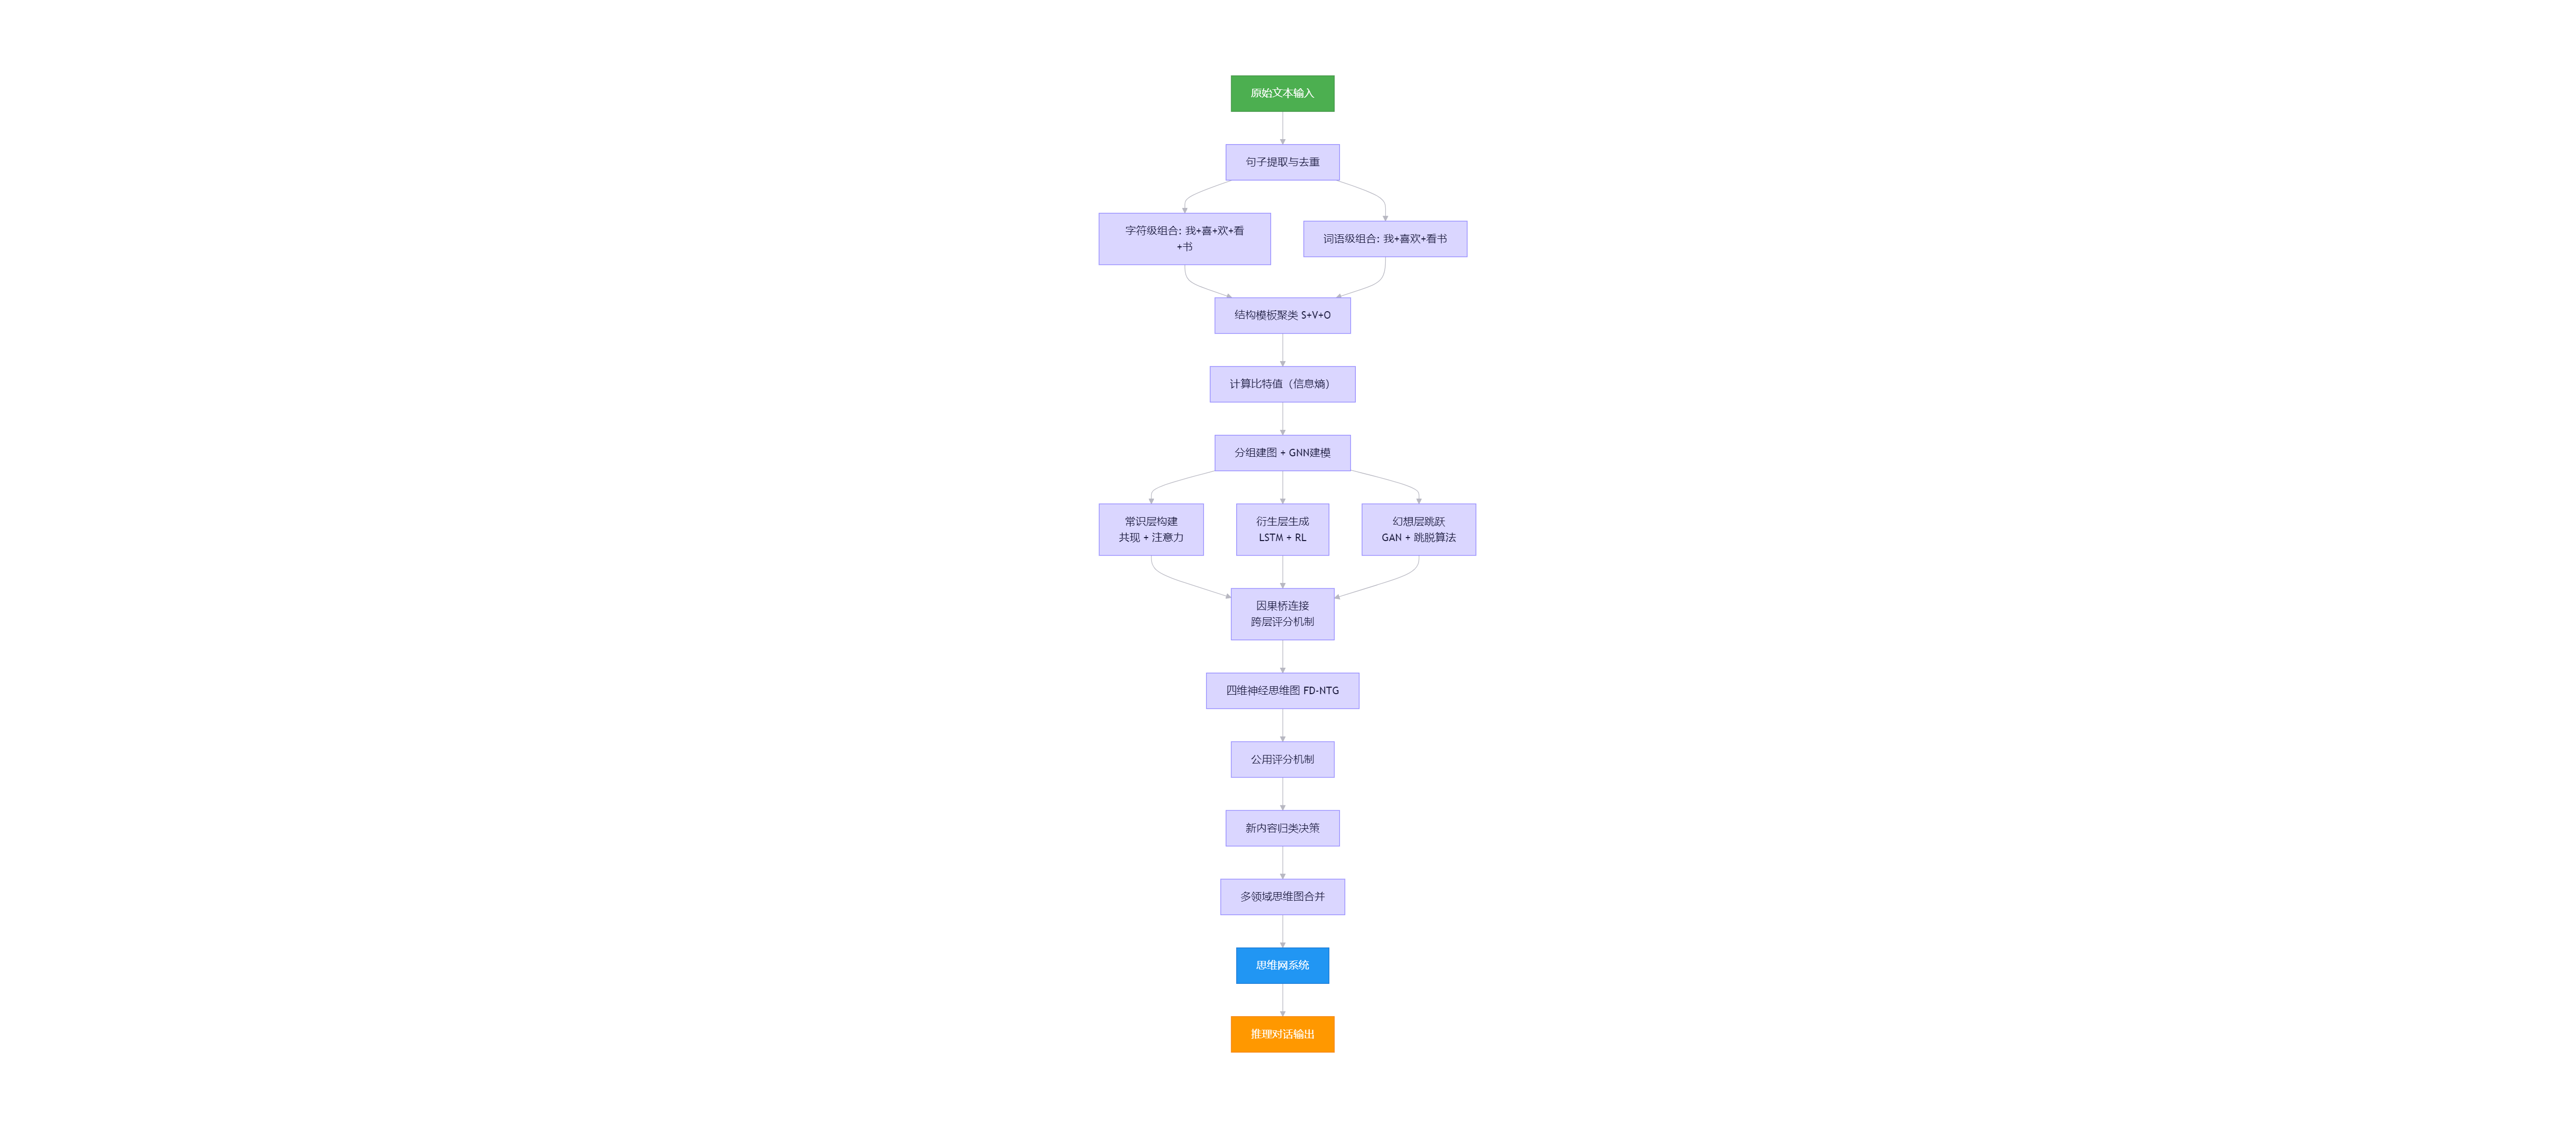 原始文本输入
句子提取与去重
字符级组合: 我+喜+欢+看
+书
词语级组合: 我+喜欢+看书
结构模板聚类 S+V+O
计算比特值（信息熵）
分组建图 + GNN建模
常识层构建
共现 + 注意力
衍生层生成
LSTM + RL
幻想层跳跃
GAN + 跳脱算法
因果桥连接
跨层评分机制
四维神经思维图 FD-NTG
公用评分机制
新内容归类决策
多领域思维图合并
思维网系统
推理对话输出